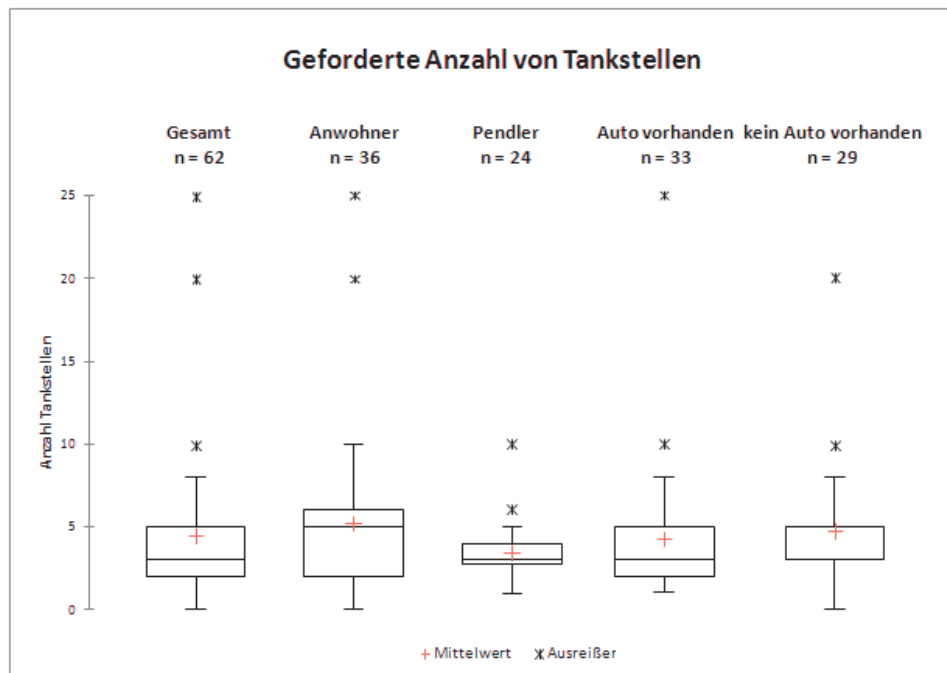 Geforderte Anzahl von Tankstellen
Gesamt Anwohner Pendler Auto vorhanden kein Auto vorhanden
n = 62 n = 36 n = 24 n = 33 n = 29
Anzahl Tankstellen
25
20
15
10
5
0
Mittelwert Ausreißer